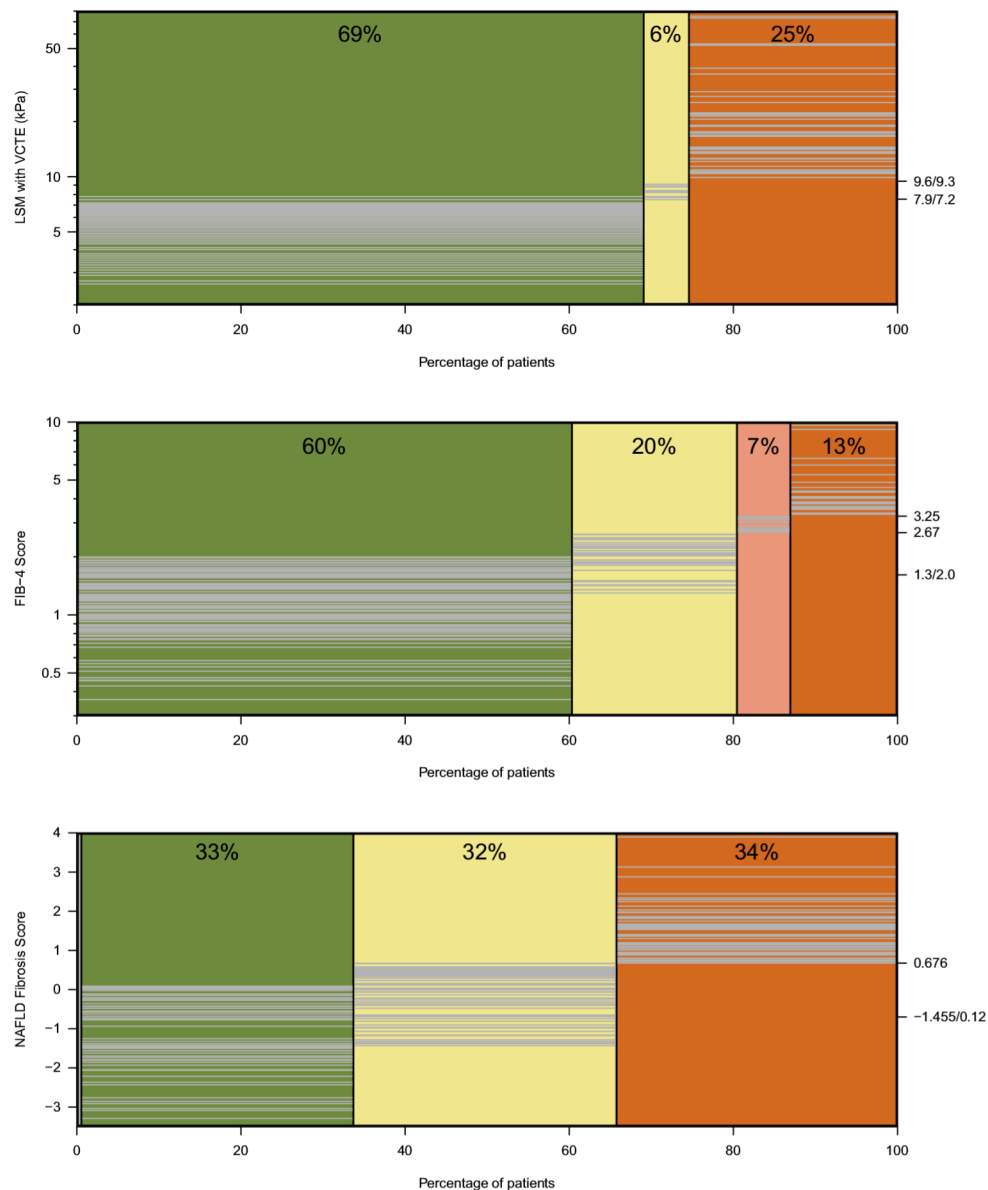 69% 6% 25%
LSM with VCTE (kPa)
50
10
5
9.6/9.3
7.9/7.2
0 20 40 60 80 100
Percentage of patients
60% 20% 7% 13%
FIB−4 Score
10
5
1
0.5
3.25
2.67
1.3/2.0
0 20 40 60 80 100
Percentage of patients
33% 32% 34%
NAFLD Fibrosis Score
4
3
2
1
0
−1
−2
−3
0.676
−1.455/0.12
0 20 40 60 80 100
Percentage of patients